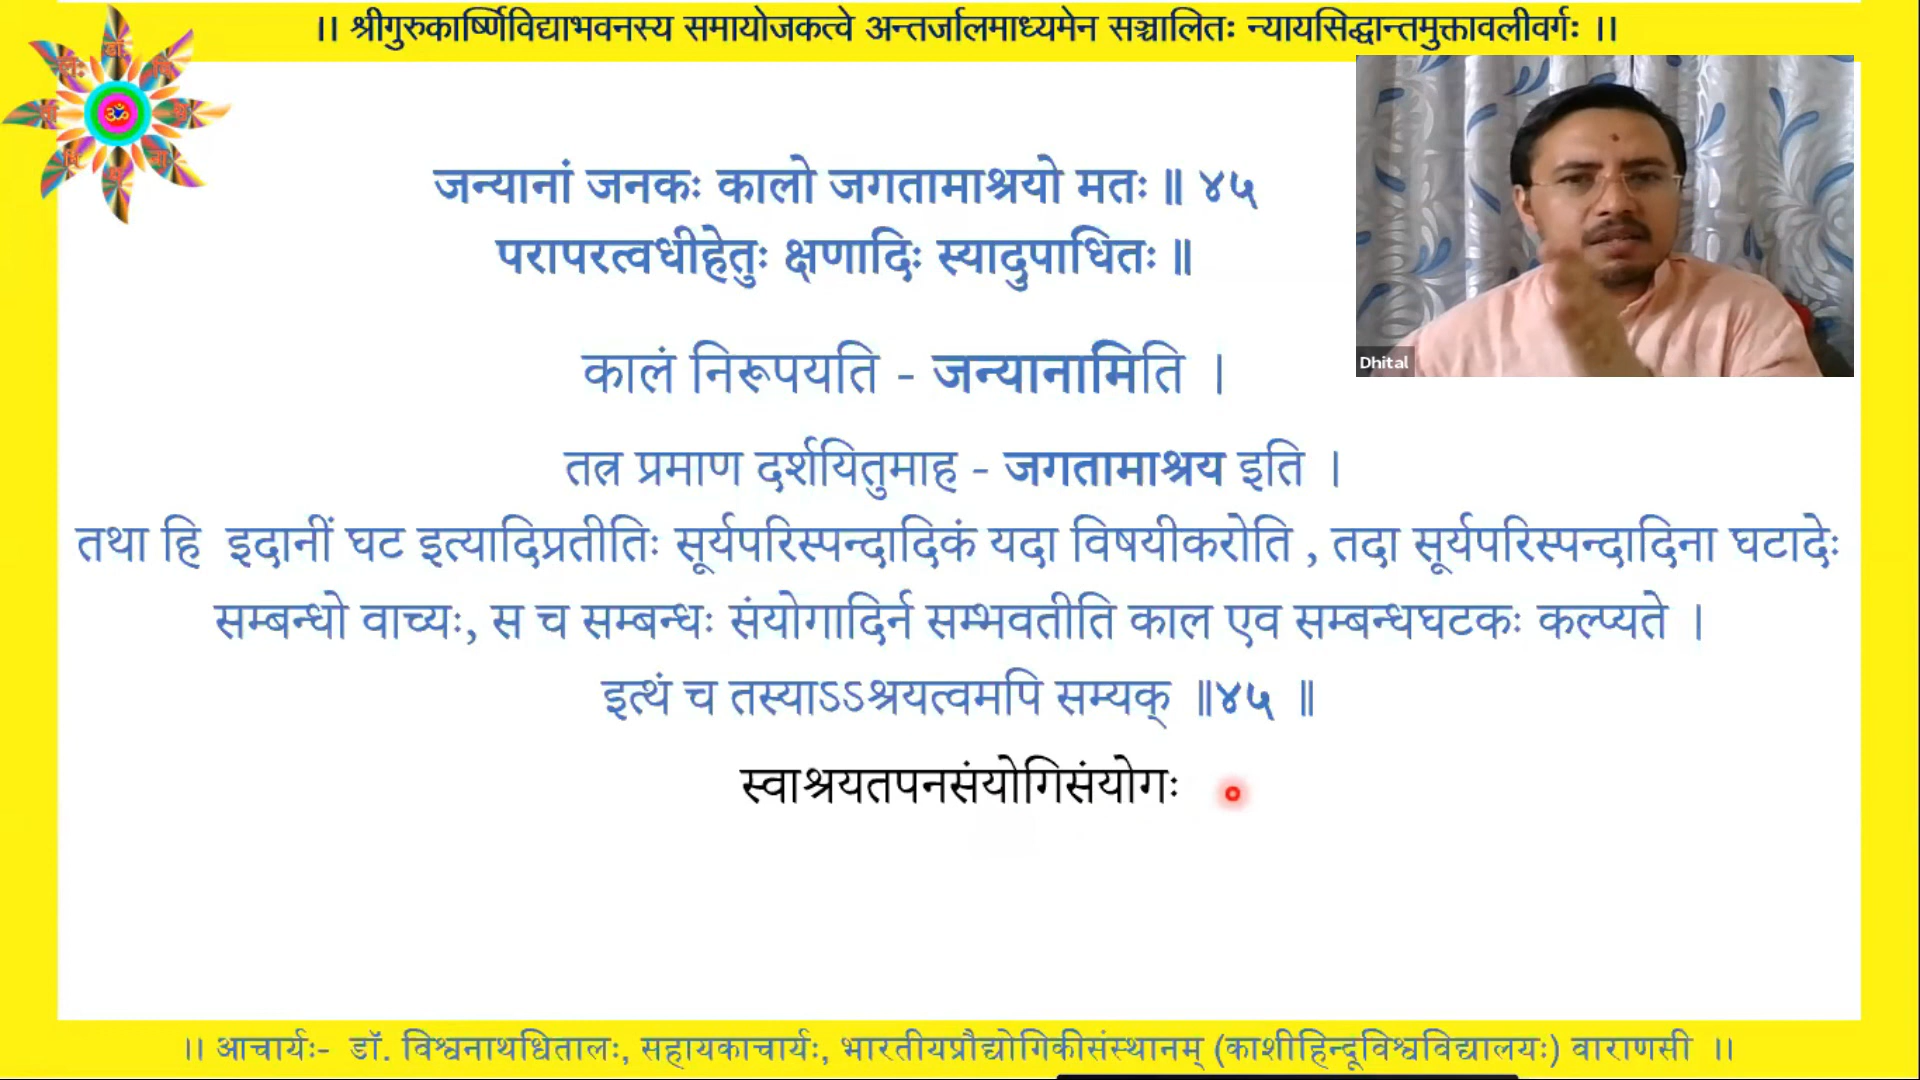 ।। श्रीगुरुकार्ष्णिविद्याभवनस्य समायोजकत्वे अन्तर्जालमाध्यमेन सञ्चालितः न्यायसिद्धान्तमुक्तावलीवर्गः ।।
जन्यानां जनकः कालो जगतामाश्रयो मतः ॥ ४५
परापरत्वधीहेतुः क्षणादिः स्यादुपाधितः ॥
Dhital
कालं निरूपयति - जन्यानामिति ।
तत्र प्रमाण दर्शयितुमाह - जगतामाश्रय इति ।
तथा हि इदानीं घट इत्यादिप्रतीतिः सूर्यपरिस्पन्दादिकं यदा विषयीकरोति , तदा सूर्यपरिस्पन्दादिना घटादेः
सम्बन्धो वाच्यः, स च सम्बन्धः संयोगादिर्न सम्भवतीति काल एव सम्बन्धघटकः कल्प्यते ।
इत्थं च तस्याऽऽश्रयत्वमपि सम्यक् ॥४५ ॥
स्वाश्रयतपनसंयोगिसंयोगः
।। आचार्यः- डॉ. विश्वनाथधितालः, सहायकाचार्यः, भारतीयप्रौद्योगिकीसंस्थानम् (काशीहिन्दूविश्वविद्यालयः) वाराणसी ।।